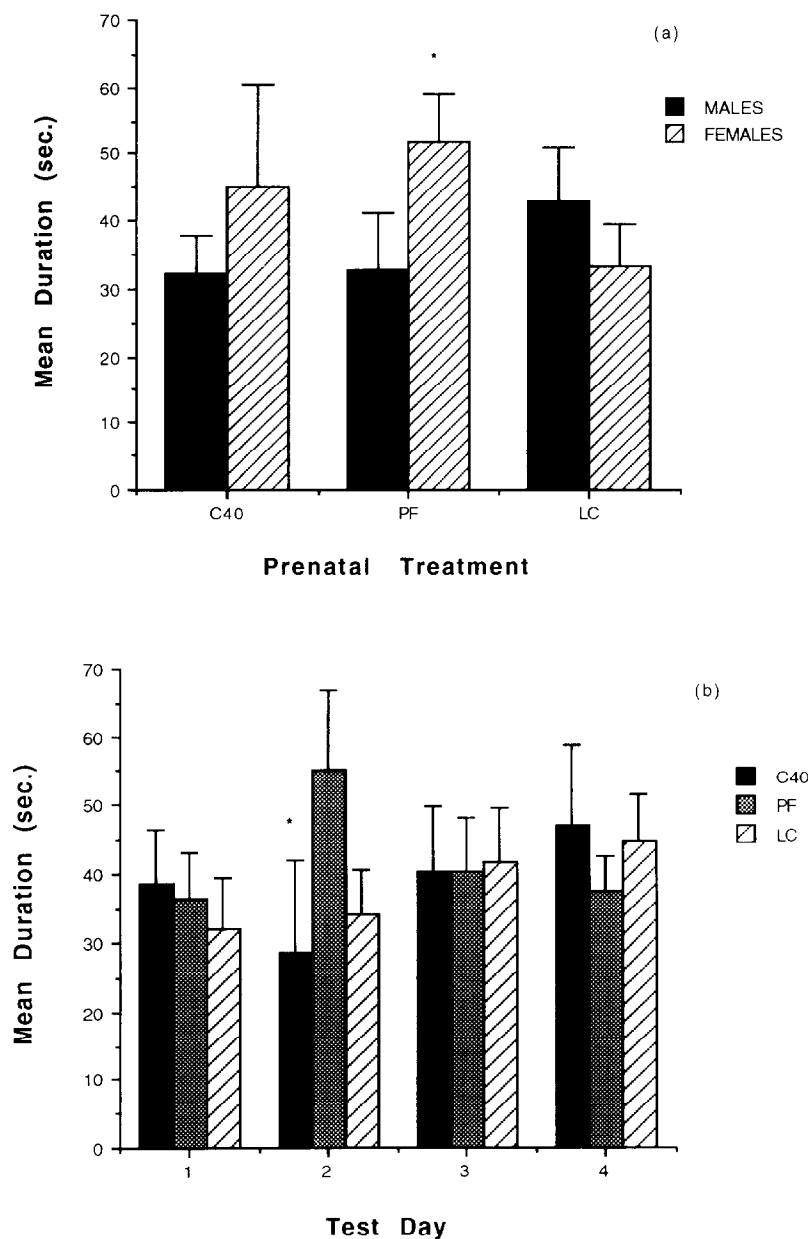 (a)
*
MALES
FEMALES
Mean Duration (sec.)
70
60
50
40
30
20
10
0
C40
PF
LC
Prenatal Treatment
(b)
*
C40
PF
LC
Mean Duration (sec.)
70
60
50
40
30
20
10
0
1
2
3
4
Test Day